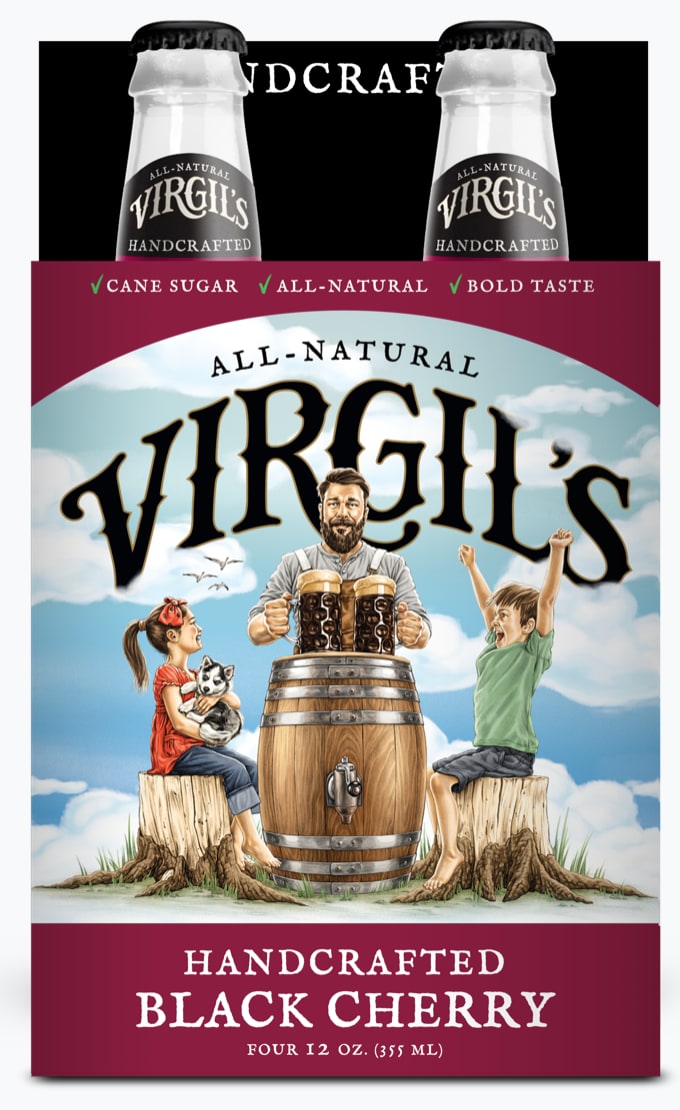 ALL-NATURAL
VIRGIL'S
HANDCRAFTED
ALL-NATURAL
VIRGIL'S
HANDCRAFTED
✓CANE SUGAR ✓ALL-NATURAL ✓BOLD TASTE
ALL-NATURAL
VIRGIL'S
HANDCRAFTED
BLACK CHERRY
FOUR 12 OZ. (355 ML)